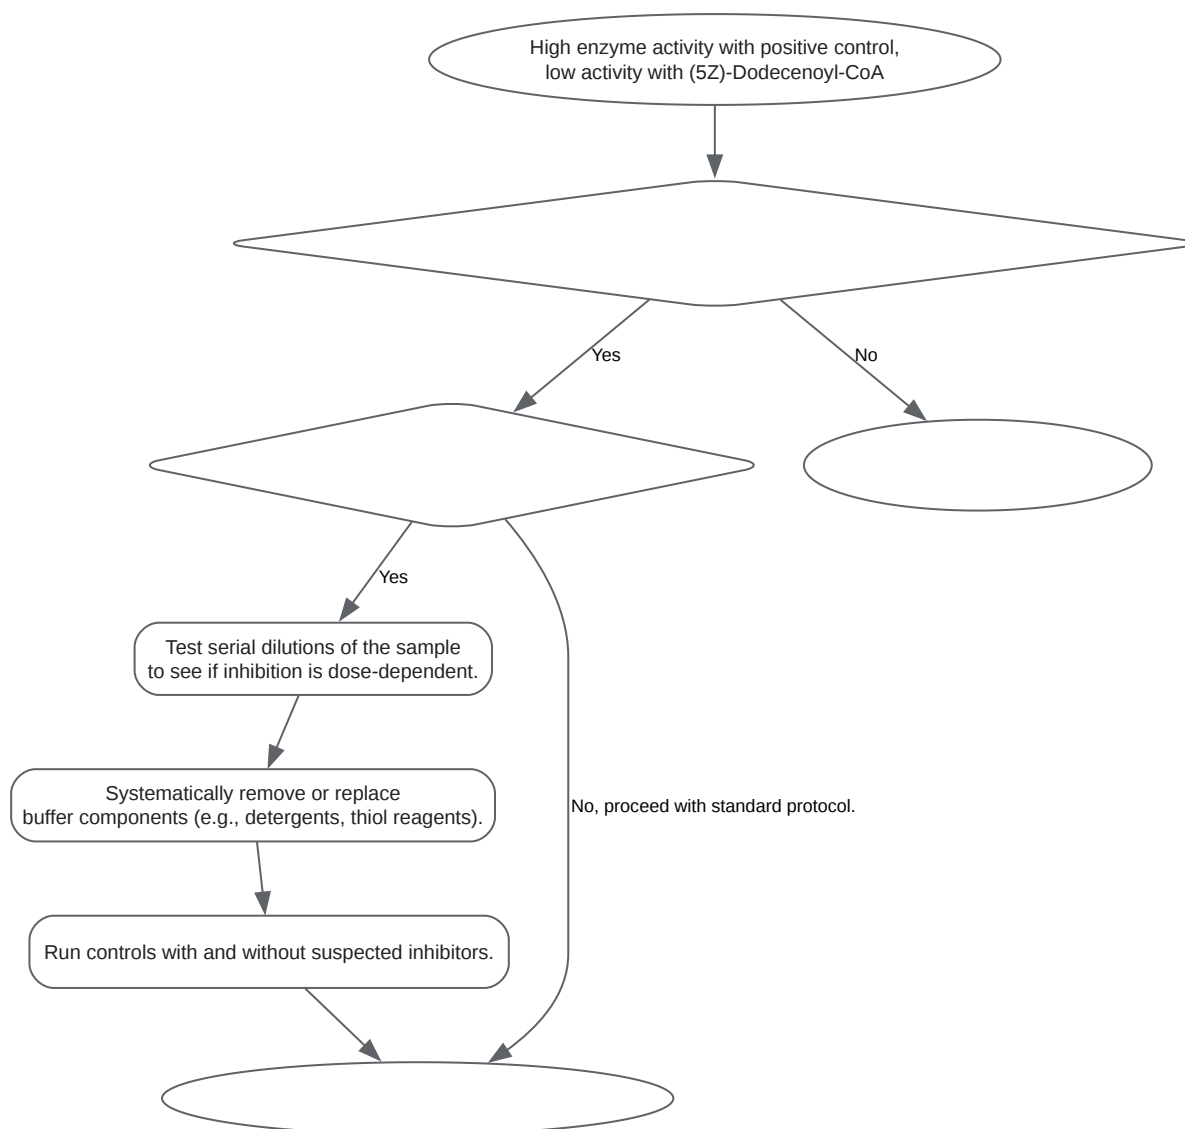 High enzyme activity with positive control,
low activity with (5Z)-Dodecenoyl-CoA
Yes
No
Yes
Test serial dilutions of the sample
to see if inhibition is dose-dependent.
Systematically remove or replace
buffer components (e.g., detergents, thiol reagents).
No, proceed with standard protocol.
Run controls with and without suspected inhibitors.